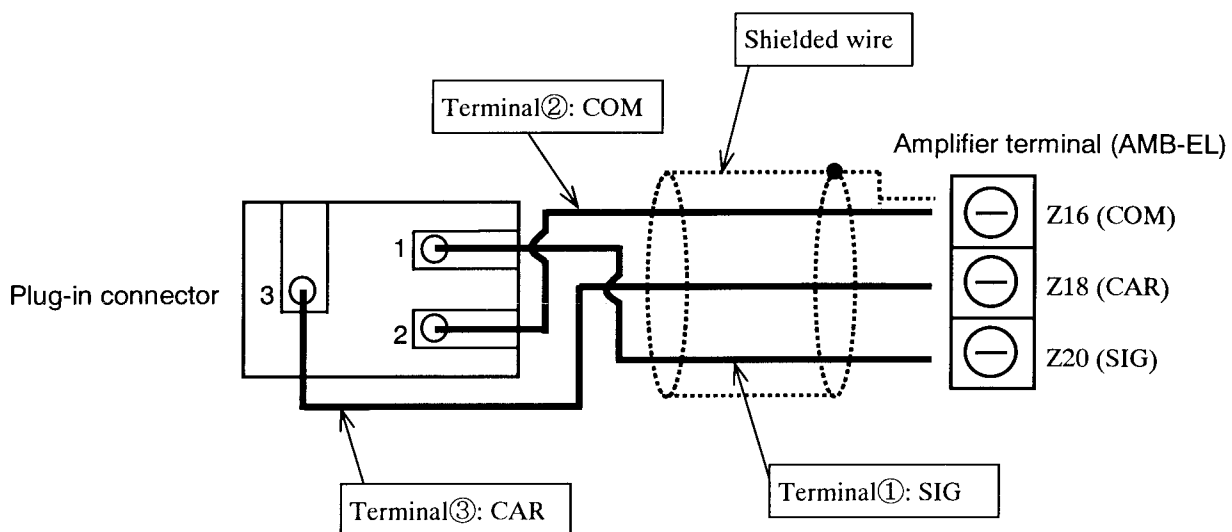 Shielded wire
Terminal②: COM
Amplifier terminal (AMB-EL)
Z16 (COM)
1
Plug-in connector
3
Z18 (CAR)
2
Z20 (SIG)
Terminal①: SIG
Terminal③: CAR